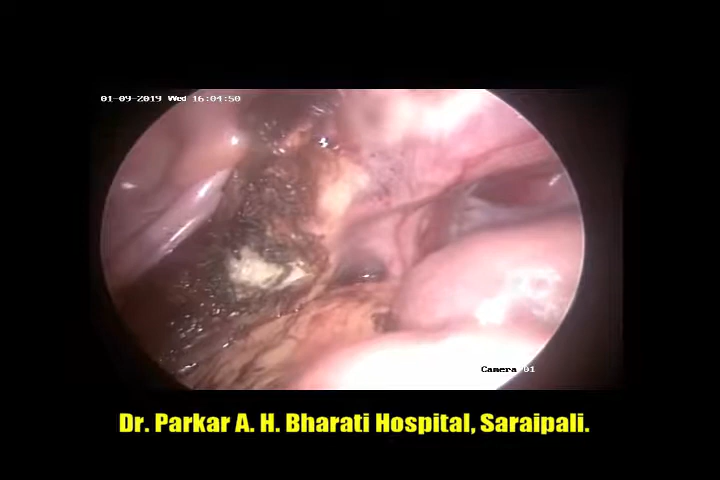 01-09-2019 Wed 16:04:50
Camera 01
Dr. Parkar A. H. Bharati Hospital, Saraipali.